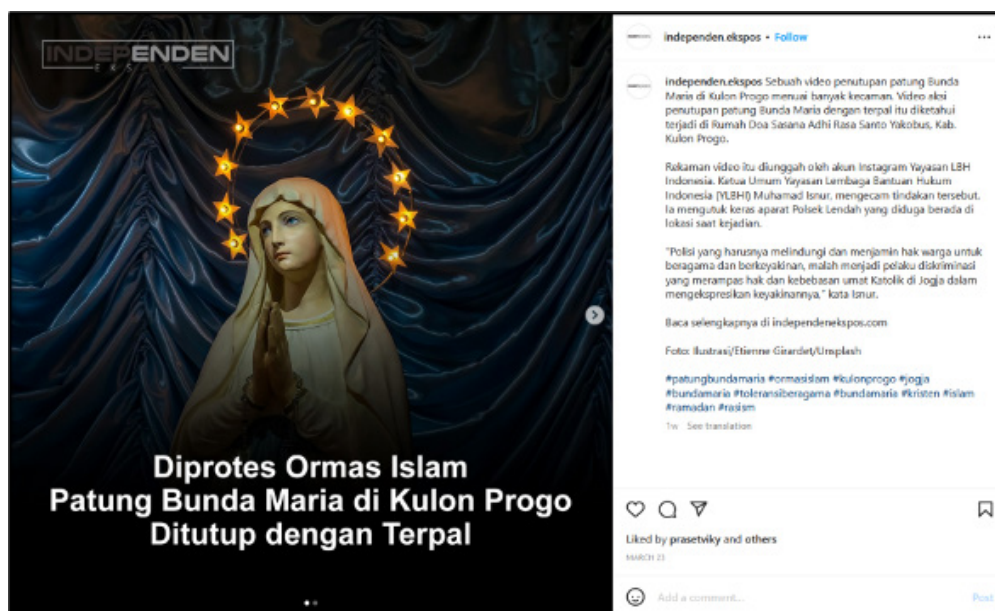 INDEPENDEN
EKS
Diprotes Ormas Islam
Patung Bunda Maria di Kulon Progo
Ditutup dengan Terpal
independen.ekspos • Follow
independen.ekspos Sebuah video penutupan patung Bunda
Maria di Kulon Progo menuai banyak kecaman. Video aksi
penutupan patung Bunda Maria dengan terpal itu diketahui
terjadi di Rumah Doa Sasana Adhi Rasa Santo Yakobus, Kab.
Kulon Progo.
Rekaman video itu diunggah oleh akun Instagram Yayasan LBH
Indonesia. Ketua Umum Yayasan Lembaga Bantuan Hukum
Indonesia (YLBHI) Muhamad Isnur, mengecam tindakan tersebut.
Ia mengutuk keras aparat Polsek Lendah yang diduga berada di
lokasi saat kejadian.
"Polisi yang harusnya melindungi dan menjamin hak warga untuk
beragama dan berkeyakinan, malah menjadi pelaku diskriminasi
yang merampas hak dan kebebasan umat Katolik di Jogja dalam
mengekspresikan keyakinannya," kata Isnur.
Baca selengkapnya di independenekspos.com
Foto: Ilustrasi/Etienne Girardet/Unsplash
#patungbundamaria #ormasislam #kulonprogo #jogja
#bundamaria #toleransiberagama #bundamaria #kristen #islam
#ramadan #rasism
1w See translation
Liked by prasetviky and others
MARCH 23
Add a comment...
Post